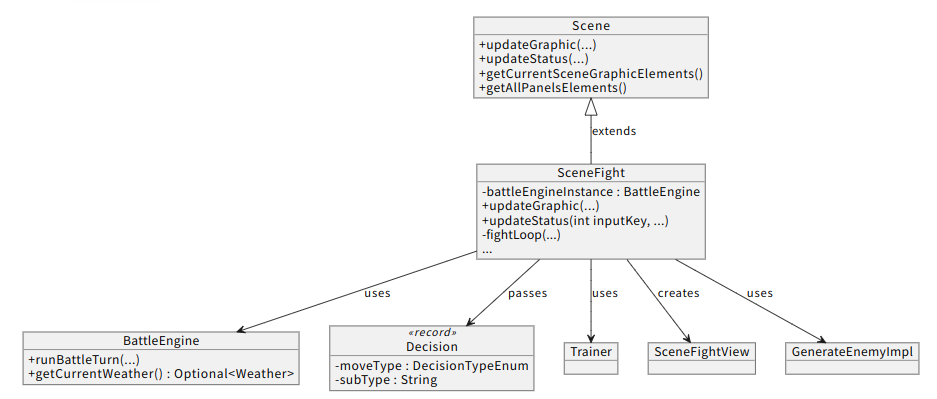 Scene
+updateGraphic(...)
+updateStatus(...)
+getCurrentSceneGraphicElements()
+getAllPanelsElements()
extends
SceneFight
-battleEngineInstance : BattleEngine
+updateGraphic(...)
+updateStatus(int inputKey, ...)
-fightLoop(...)
...
uses
passes
uses
creates
uses
BattleEngine
+runBattleTurn(...)
+getCurrentWeather() : Optional<Weather>
«record»
Decision
-moveType : DecisionTypeEnum
-subType : String
Trainer
SceneFightView
GenerateEnemyImpl